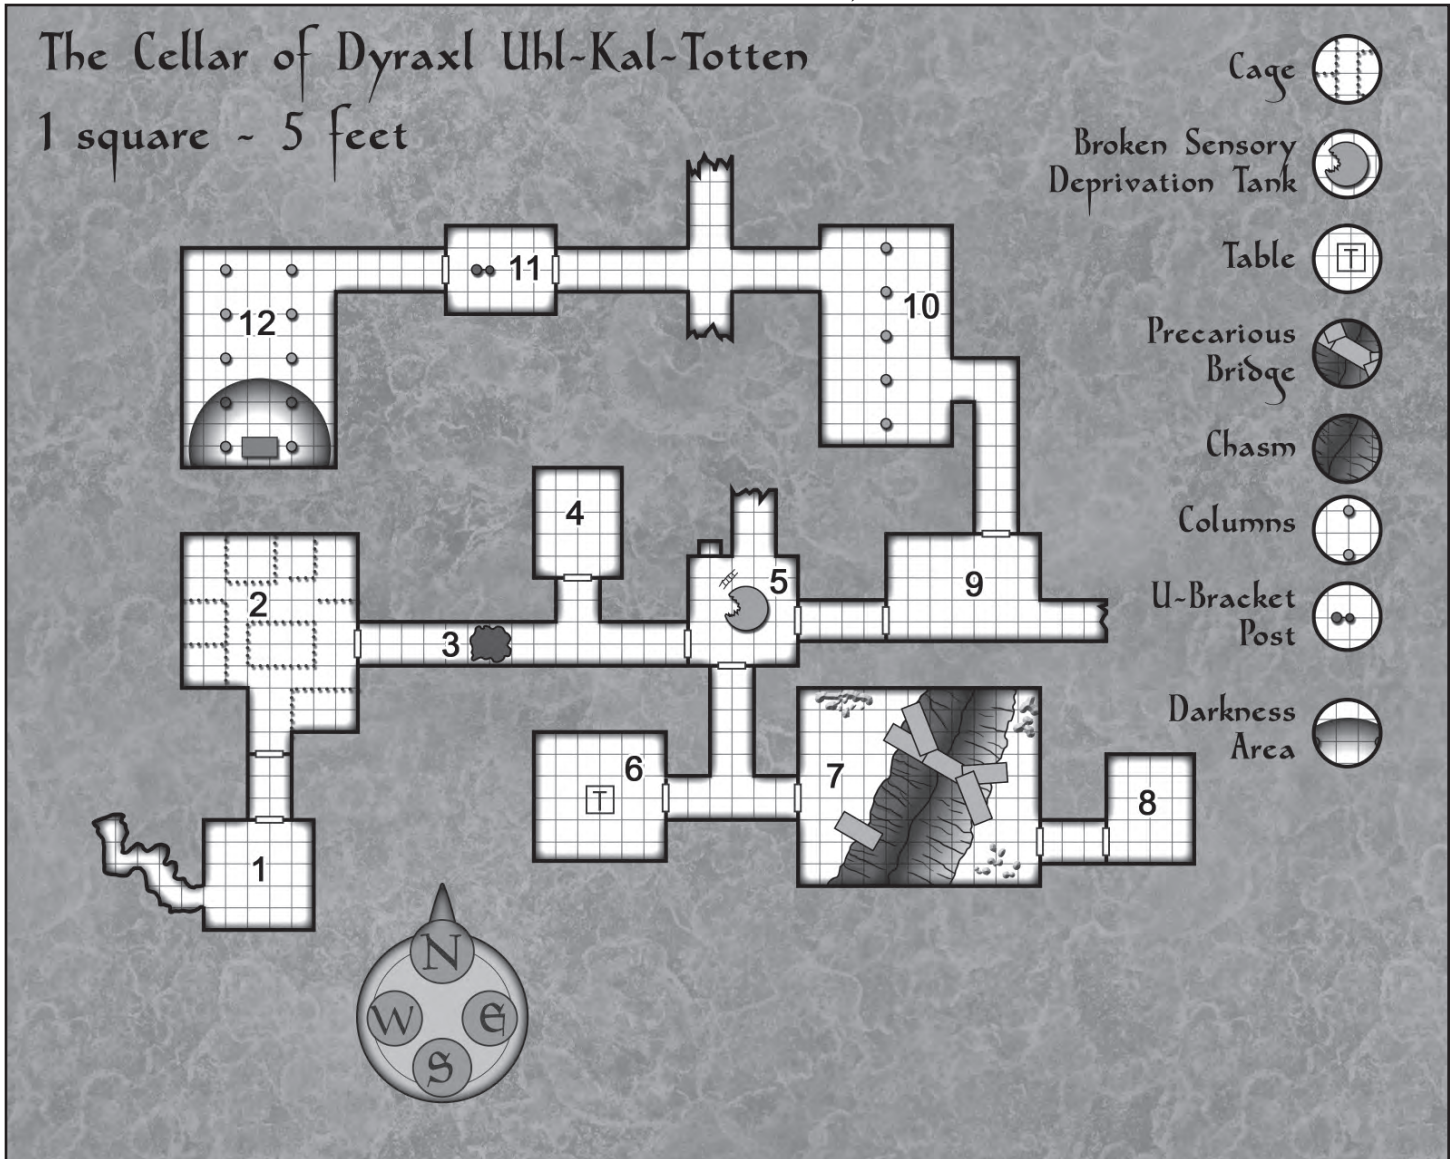 The Cellar of Dyraxl Uhl-Kal-Totten
1 square - 5 feet
Cage
Broken Sensory
Deprivation Tank
Table
T
Precarious
Bridge
Chasm
Columns
U-Bracket
Post
Darkness
Area
11
10
12
4
5
9
2
3
6
T
7
8
1
N
W E
S